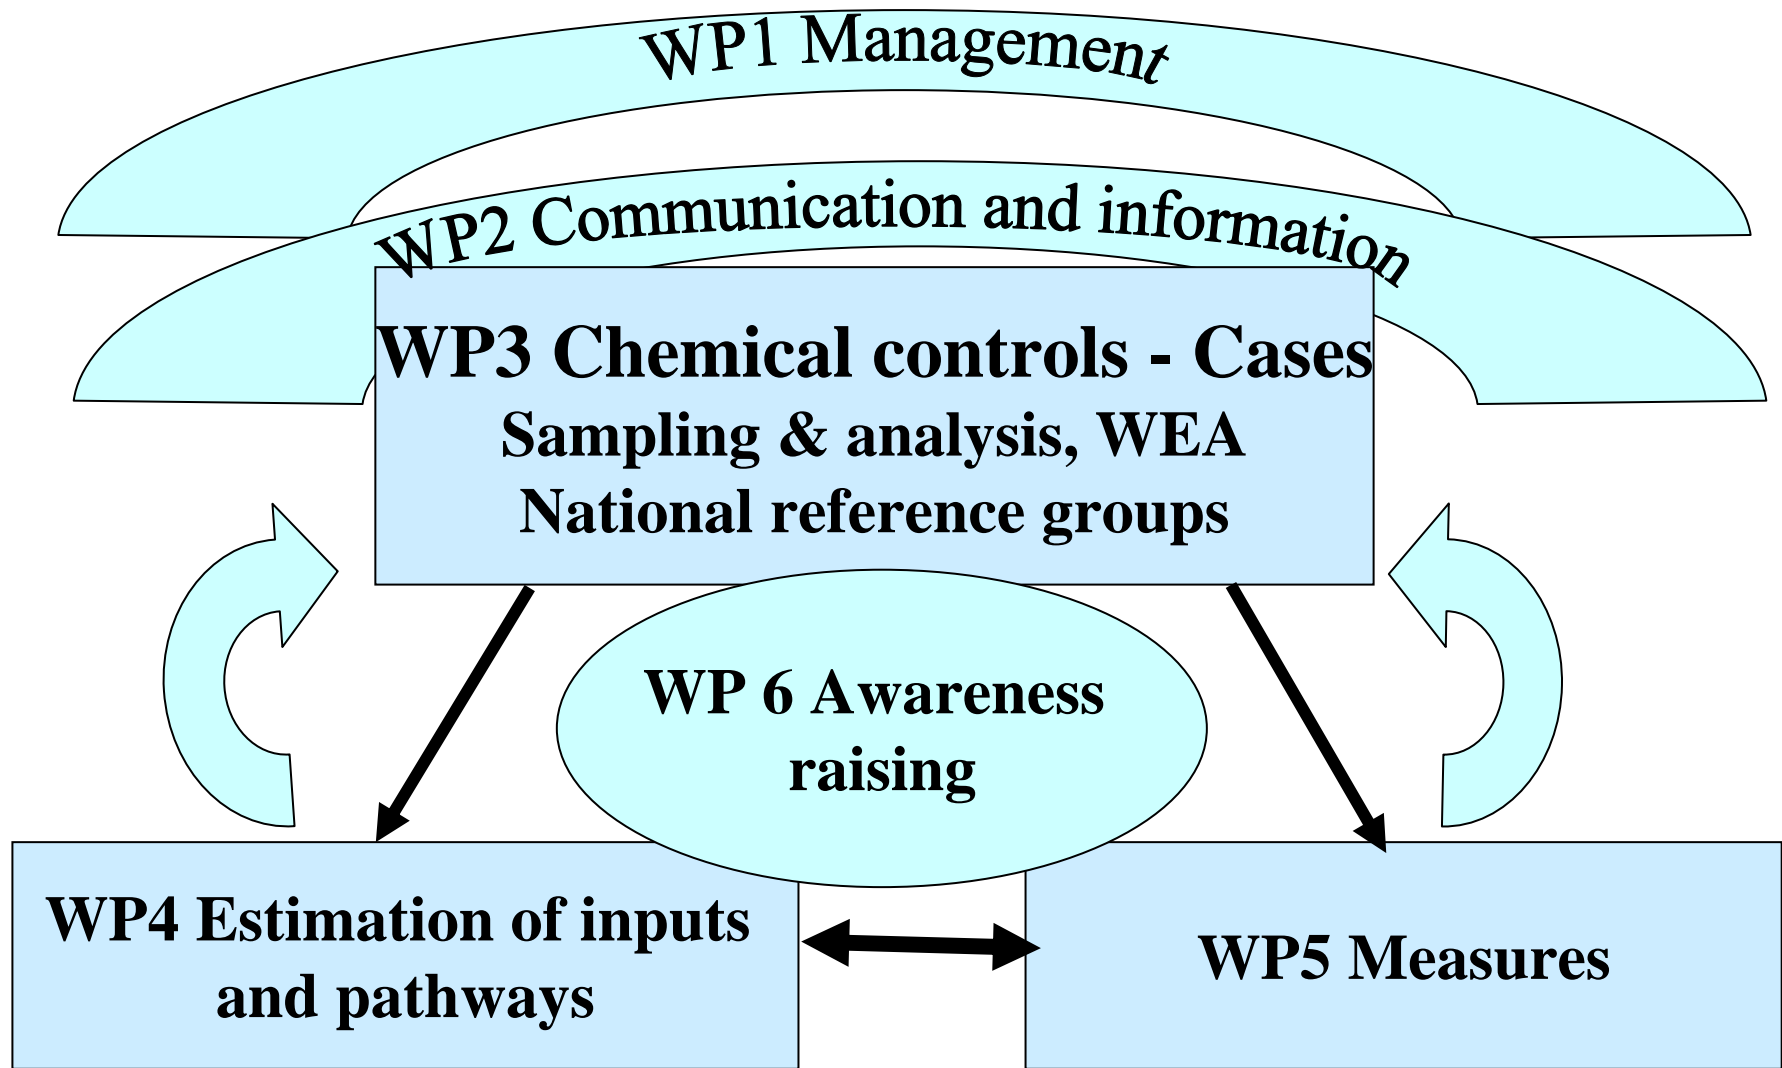 WP1 Management
WP2 Communication and information
WP3 Chemical controls - Cases
Sampling & analysis, WEA
National reference groups
WP 6 Awareness
raising
WP4 Estimation of inputs
and pathways
WP5 Measures